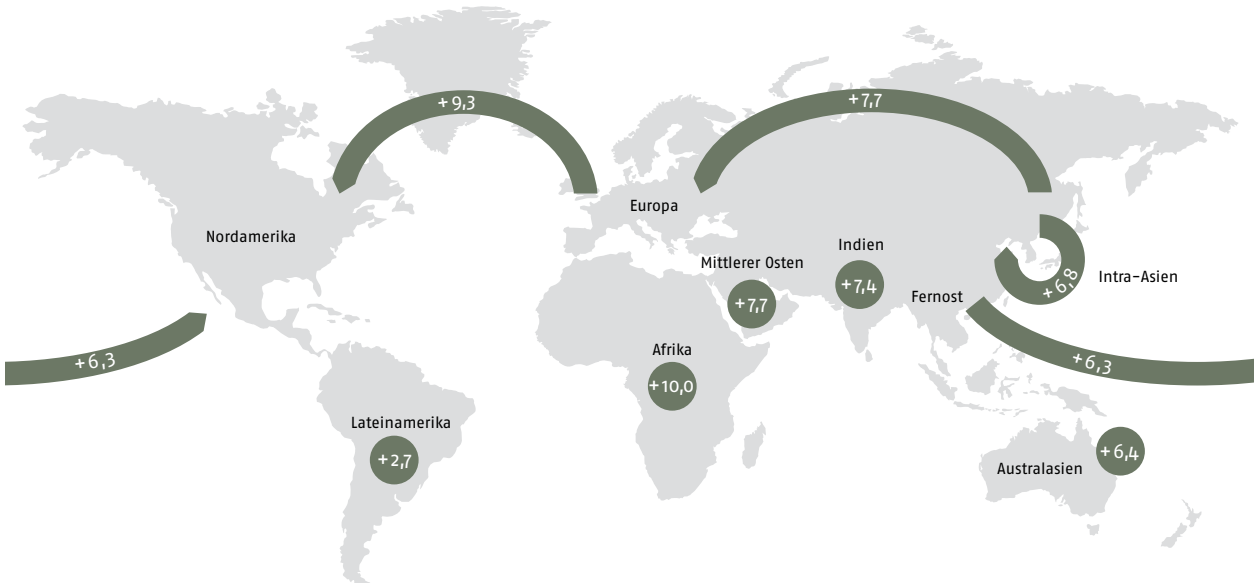 +9,3
+7,7
Europa
Nordamerika
Indien
Mittlerer Osten
+7,4
Intra-Asien
+6,8
Fernost
+7,7
Afrika
+6,3
+6,3
+10,0
Lateinamerika
+2,7
+6,4
Australasien